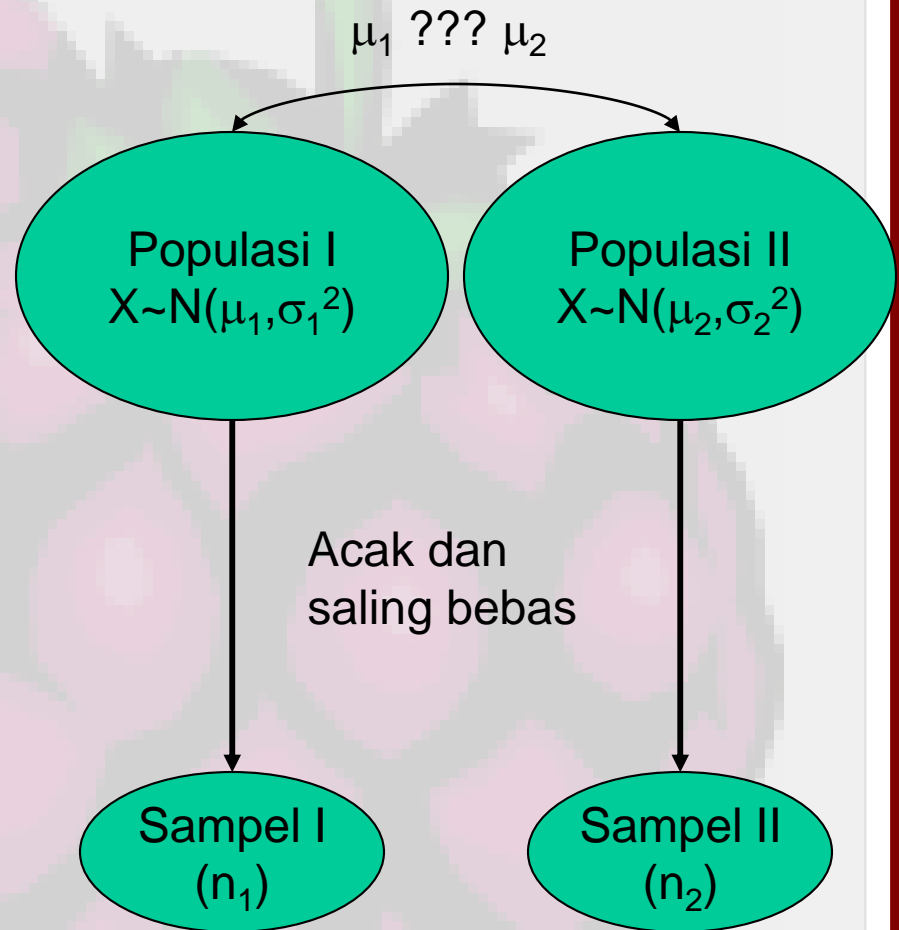 μ₁ ??? μ₂
Populasi I
X~N(μ₁,σ₁²)
Populasi II
X~N(μ₂,σ₂²)
Acak dan
saling bebas
Sampel I
(n₁)
Sampel II
(n₂)